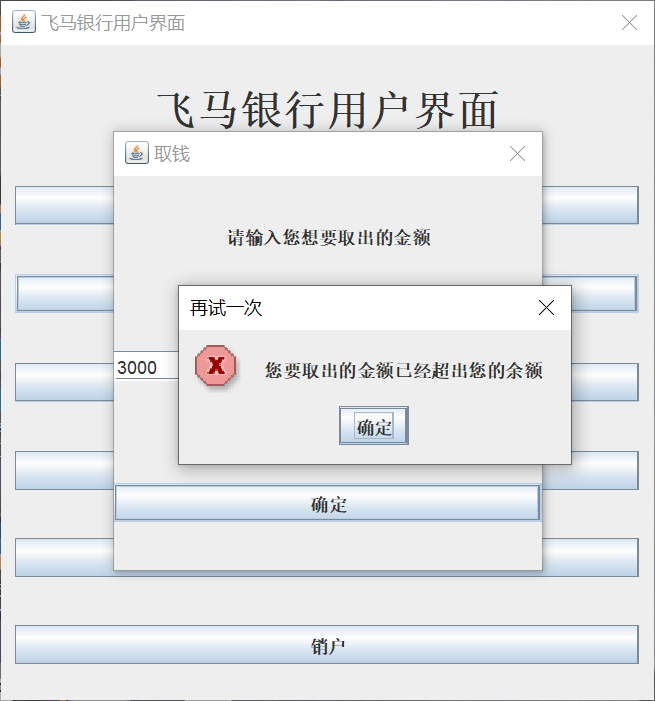 飞马银行用户界面
飞马银行用户界面
取钱
请输入您想要取出的金额
再试一次
3000
您要取出的金额已经超出您的余额
确定
确定
销户